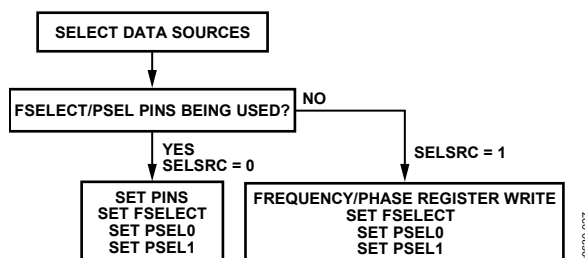 SELECT DATA SOURCES
FSELECT/PSEL PINS BEING USED?
NO
YES
SELSRC = 0
SELSRC = 1
SET PINS
SET FSELECT
SET PSEL0
SET PSEL1
FREQUENCY/PHASE REGISTER WRITE
SET FSELECT
SET PSEL0
SET PSEL1